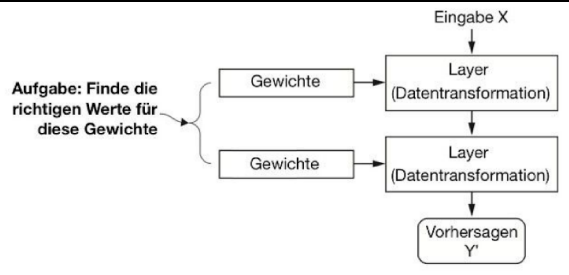 Eingabe X
Aufgabe: Finde die
richtigen Werte für
diese Gewichte
Gewichte
Layer
(Datentransformation)
Gewichte
Layer
(Datentransformation)
Vorhersagen
Y'